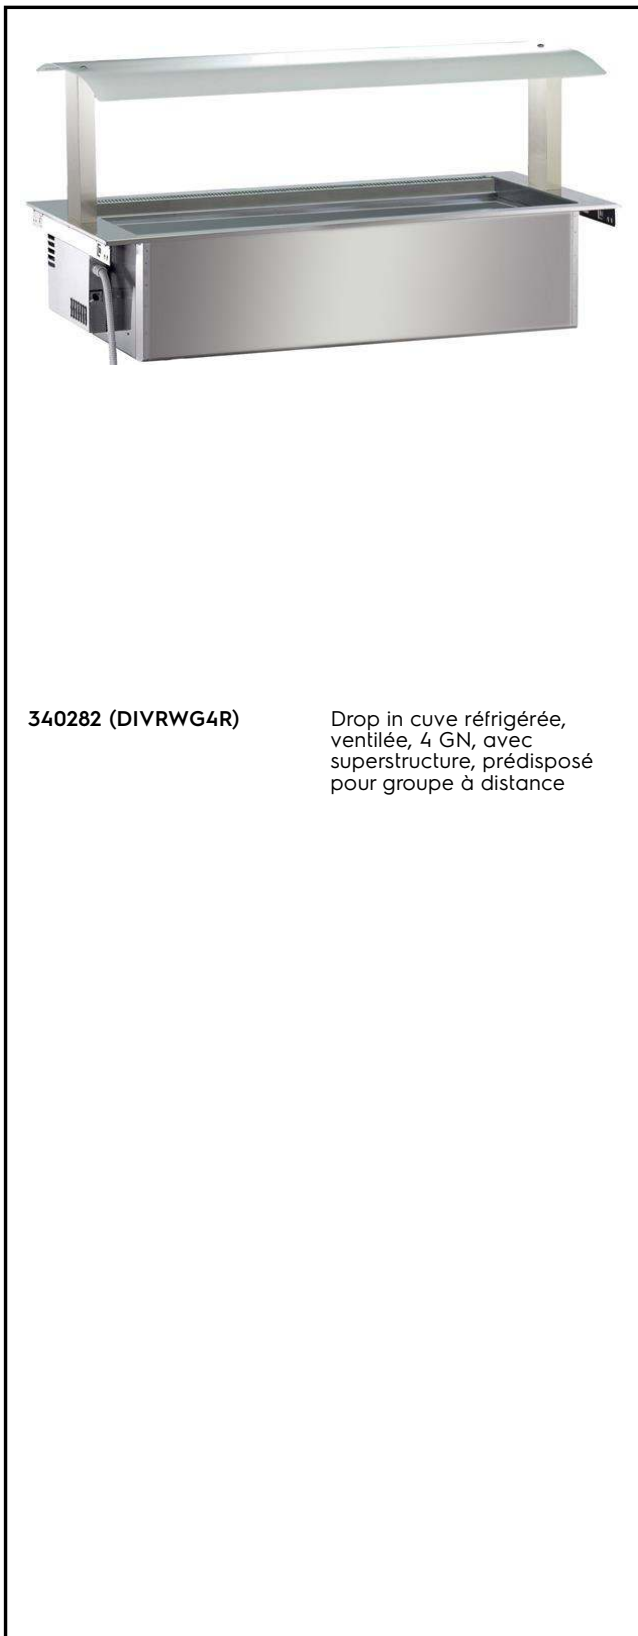 340282 (DIVRWG4R)
Drop in cuve réfrigérée,
ventilée, 4 GN, avec
superstructure, prédisposé
pour groupe à distance